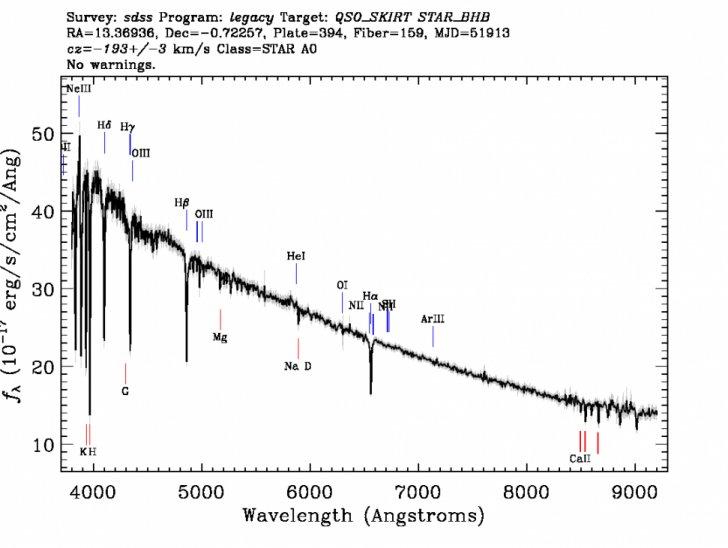 Survey: sdss Program: legacy Target: QSO_SKIRT STAR_BHB
RA=13.36936, Dec=-0.72257, Plate=394, Fiber=159, MJD=51913
cz=-193+/-3 km/s Class=STAR A0
No warnings.
NeIII
Hδ
Hγ
OIII
Hβ
OIII
HeI
OI
Hα
NII
ArIII
Mg
Na D
G
K H
CaII
50
40
30
20
10
f_λ (10⁻¹⁷ erg/s/cm²/Ang)
4000 5000 6000 7000 8000 9000
Wavelength (Angstroms)